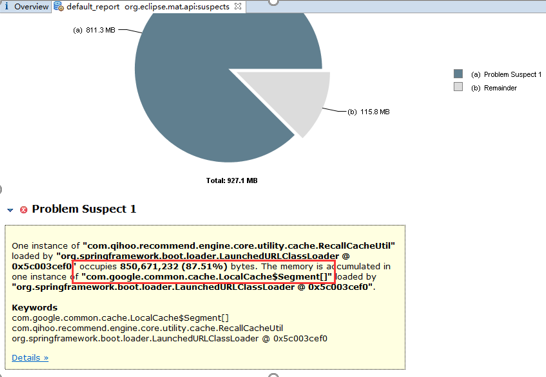 i Overview default_report org.eclipse.mat.api:suspects
(a) 811.3 MB
(a) Problem Suspect 1
(b) Remainder
(b) 115.8 MB
Total: 927.1 MB
Problem Suspect 1
One instance of "com.qihoo.recommend.engine.core.utility.cache.RecallCacheUtil"
loaded by "org.springframework.boot.loader.LaunchedURLClassLoader @
0x5c003cef0" occupies 850,671,232 (87.51%) bytes. The memory is accumulated in
one instance of "com.google.common.cache.LocalCache$Segment[]" loaded by
"org.springframework.boot.loader.LaunchedURLClassLoader @ 0x5c003cef0".
Keywords
com.google.common.cache.LocalCache$Segment[]
com.qihoo.recommend.engine.core.utility.cache.RecallCacheUtil
org.springframework.boot.loader.LaunchedURLClassLoader @ 0x5c003cef0
Details »